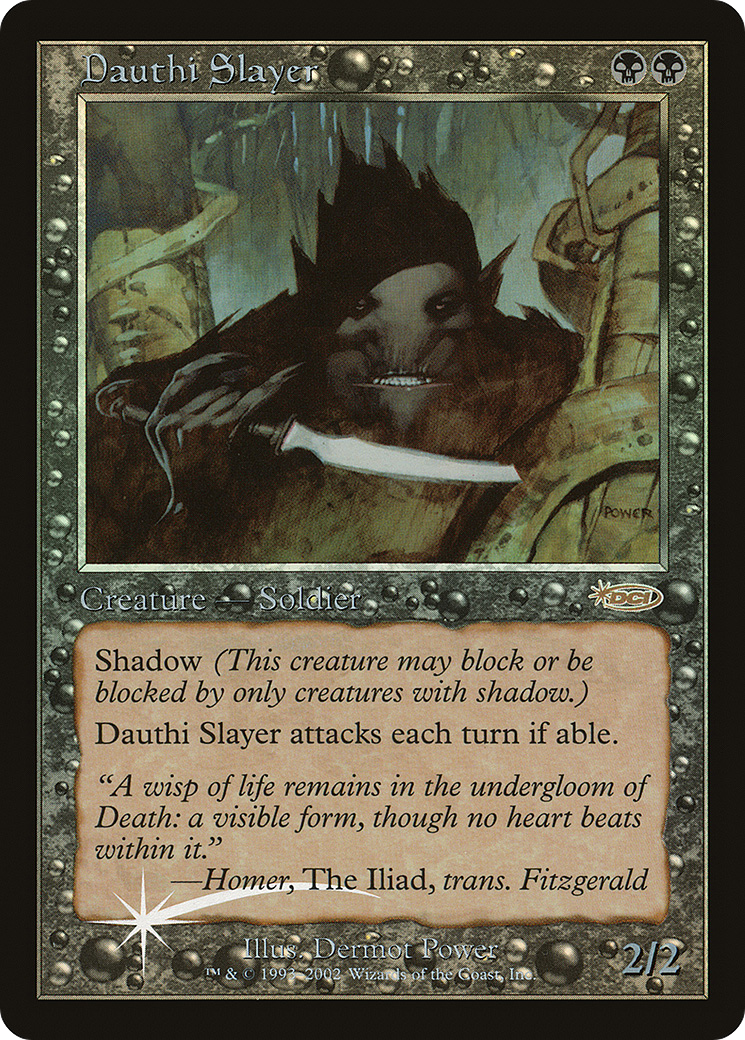 Dauthi Slayer
POWER
Creature — Soldier
DCI
Shadow (This creature may block or be
blocked by only creatures with shadow.)
Dauthi Slayer attacks each turn if able.
“A wisp of life remains in the undergloom of
Death: a visible form, though no heart beats
within it.”
—Homer, The Iliad, trans. Fitzgerald
Illus. Dermot Power
™ & © 1993–2002 Wizards of the Coast, Inc.
2/2